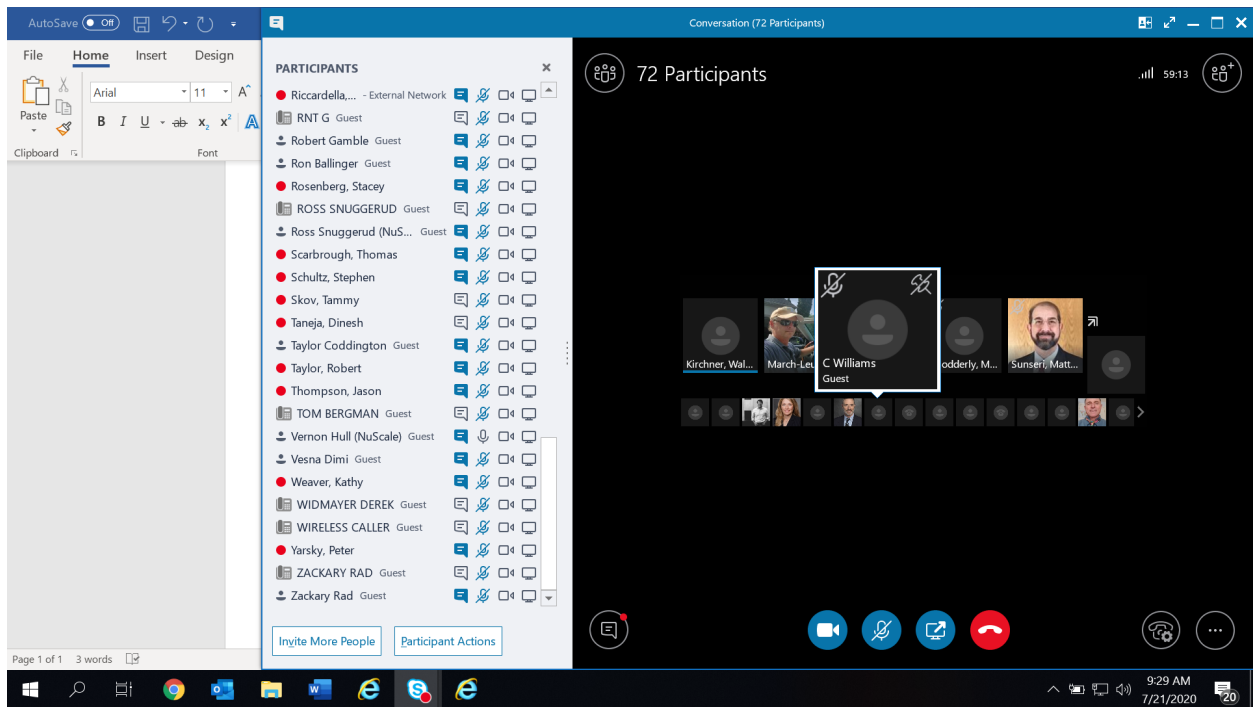 AutoSave Off
Conversation (72 Participants)
File Home Insert Design
Arial 11 A^
Paste
B I U ab x2 x2 A
Clipboard
Font
PARTICIPANTS
Riccardella,... - External Network
RNT G Guest
Robert Gamble Guest
Ron Ballinger Guest
Rosenberg, Stacey
ROSS SNUGGERUD Guest
Ross Snuggerud (NuS... Guest
Scarbrough, Thomas
Schultz, Stephen
Skov, Tammy
Taneja, Dinesh
Taylor Coddington Guest
Taylor, Robert
Thompson, Jason
TOM BERGMAN Guest
Vernon Hull (NuScale) Guest
Vesna Dimi Guest
Weaver, Kathy
WIDMAYER DEREK Guest
WIRELESS CALLER Guest
Yarsky, Peter
ZACKARY RAD Guest
Zackary Rad Guest
Invite More People Participant Actions
72 Participants
59:13
Kirchner, Wal...
March-Leu
C Williams
Guest
odderly, M...
Sunseri, Matt...
Page 1 of 1 3 words
9:29 AM
7/21/2020
20